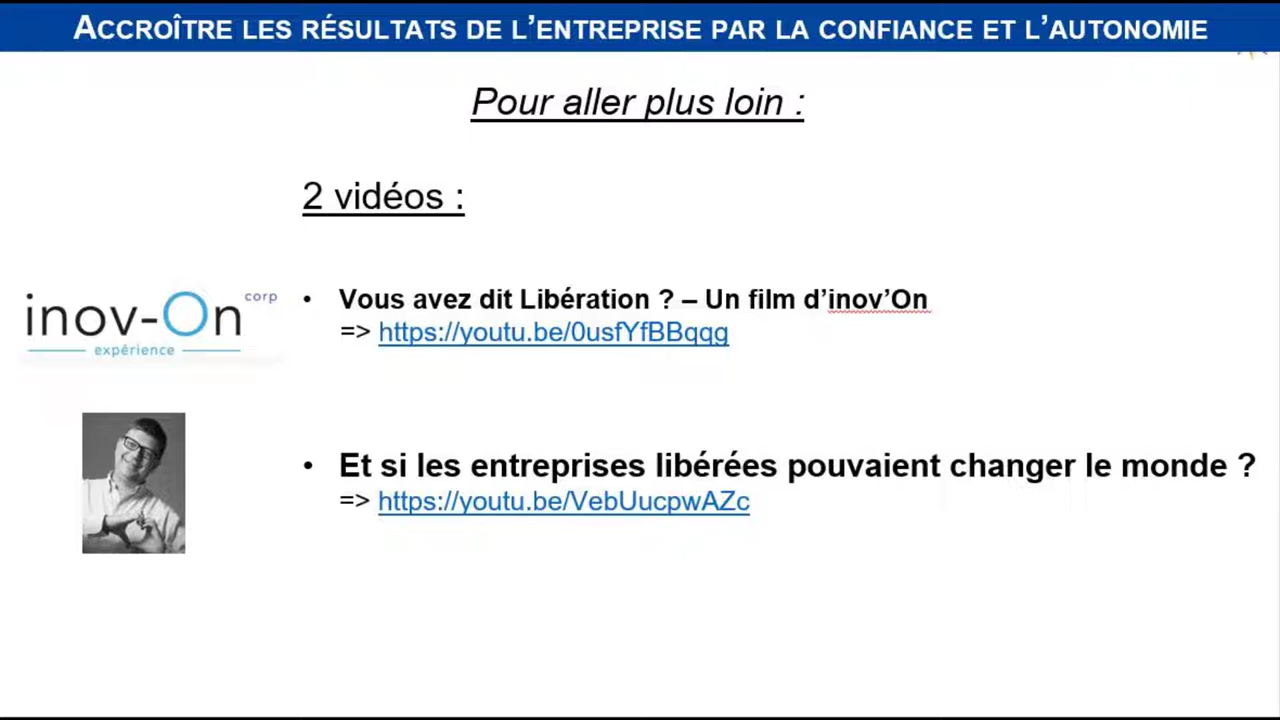 ACCROÎTRE LES RÉSULTATS DE L’ENTREPRISE PAR LA CONFIANCE ET L’AUTONOMIE
Pour aller plus loin :
2 vidéos :
inov-On corp
expérience
• Vous avez dit Libération ? – Un film d’inov’On
=> https://youtu.be/0usfYfBBqqg
• Et si les entreprises libérées pouvaient changer le monde ?
=> https://youtu.be/VebUucpwAZc